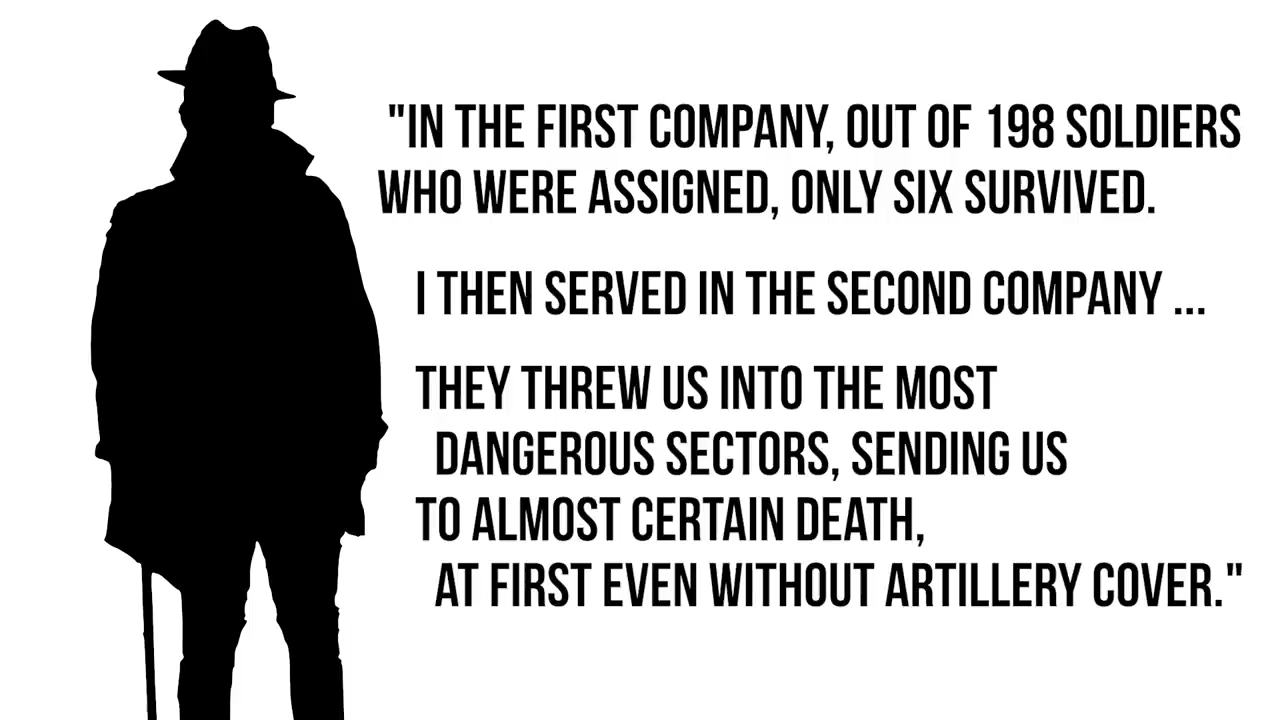 "IN THE FIRST COMPANY, OUT OF 198 SOLDIERS
WHO WERE ASSIGNED, ONLY SIX SURVIVED.
I THEN SERVED IN THE SECOND COMPANY ...
THEY THREW US INTO THE MOST
DANGEROUS SECTORS, SENDING US
TO ALMOST CERTAIN DEATH,
AT FIRST EVEN WITHOUT ARTILLERY COVER."